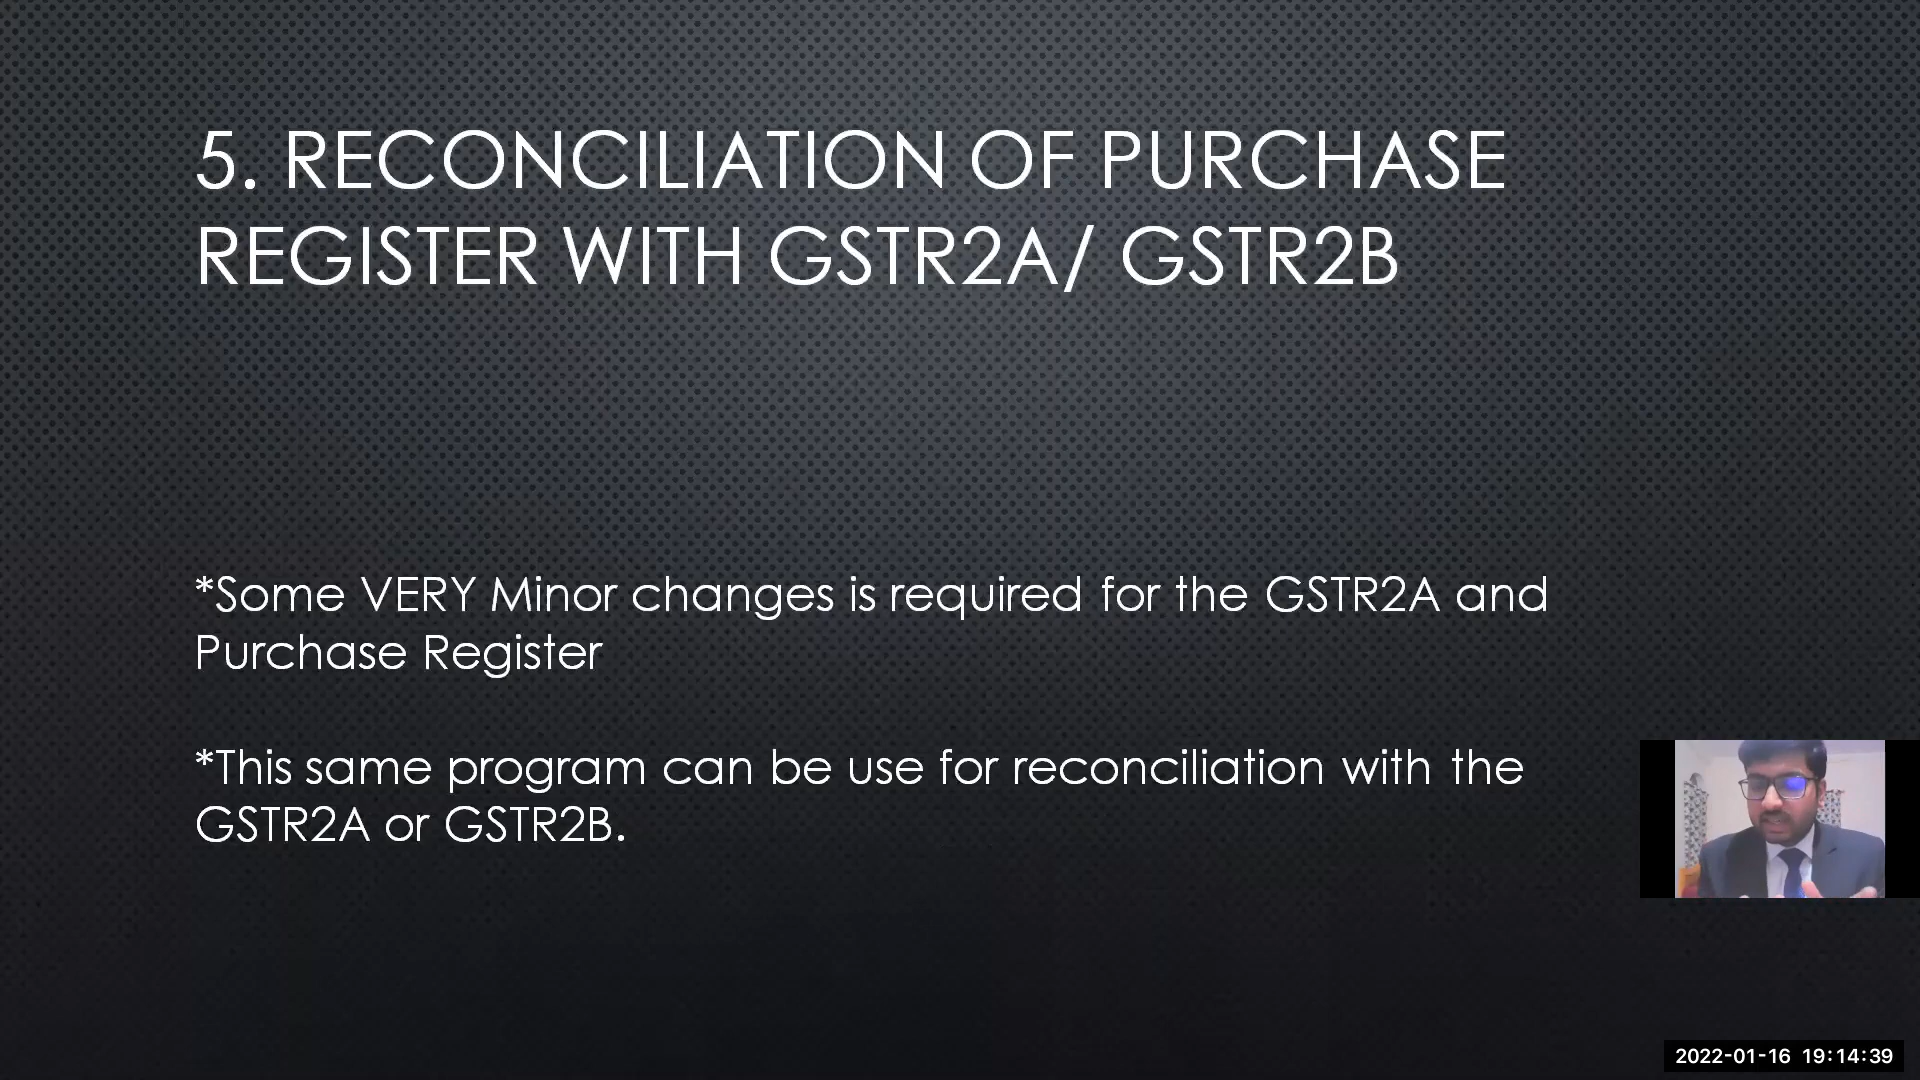 5. RECONCILIATION OF PURCHASE
REGISTER WITH GSTR2A/ GSTR2B
*Some VERY Minor changes is required for the GSTR2A and
Purchase Register
*This same program can be use for reconciliation with the
GSTR2A or GSTR2B.
2022-01-16 19:14:39